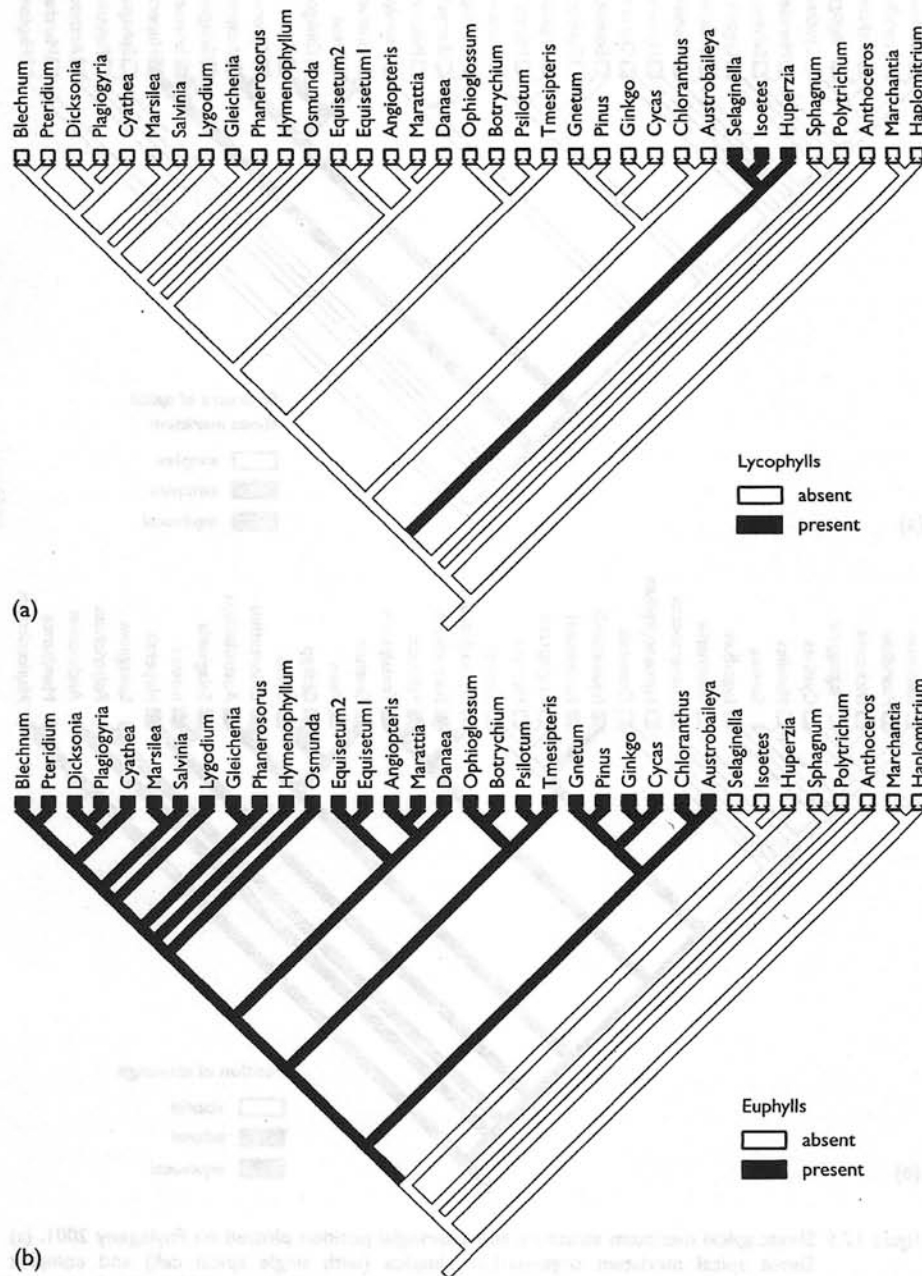 Blechnum
Pteridium
Dicksonia
Plagiogyria
Cyathea
Marsilea
Salvinia
Lygodium
Gleichenia
Phanerosorus
Hymenophyllum
Osmunda
Equisetum2
Equisetum1
Angiopteris
Marattia
Danaea
Ophioglossum
Botrychium
Psilotum
Tmesipteris
Gnetum
Pinus
Ginkgo
Cycas
Chloranthus
Austrobaileya
Selaginella
Isoetes
Huperzia
Sphagnum
Polytrichum
Anthoceros
Marchantia
Haplomitrium
Lycophylls
absent
present
(a)
Blechnum
Pteridium
Dicksonia
Plagiogyria
Cyathea
Marsilea
Salvinia
Lygodium
Gleichenia
Phanerosorus
Hymenophyllum
Osmunda
Equisetum2
Equisetum1
Angiopteris
Marattia
Danaea
Ophioglossum
Botrychium
Psilotum
Tmesipteris
Gnetum
Pinus
Ginkgo
Cycas
Chloranthus
Austrobaileya
Selaginella
Isoetes
Huperzia
Sphagnum
Polytrichum
Anthoceros
Marchantia
Haplomitrium
Euphylls
absent
present
(b)